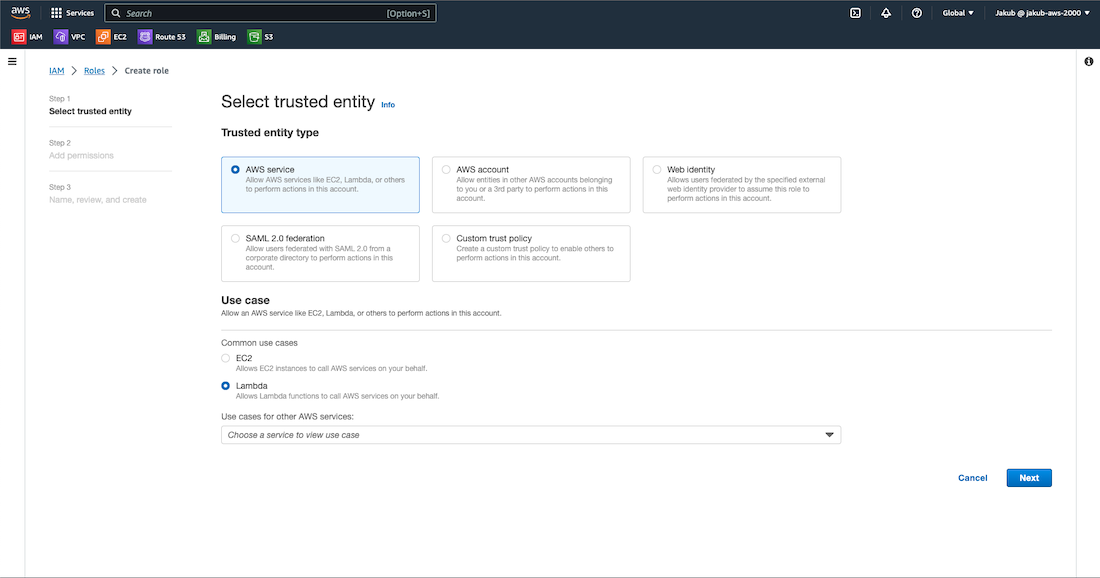 aws Services Search [Option+S] Global Jakub @ jakub-aws-2000
IAM VPC EC2 Route 53 Billing S3
IAM > Roles > Create role
Step 1
Select trusted entity
Step 2
Add permissions
Step 3
Name, review, and create
Select trusted entity Info
Trusted entity type
AWS service
Allow AWS services like EC2, Lambda, or others
to perform actions in this account.
AWS account
Allow entities in other AWS accounts belonging
to you or a 3rd party to perform actions in this
account.
Web identity
Allows users federated by the specified external
web identity provider to assume this role to
perform actions in this account.
SAML 2.0 federation
Allow users federated with SAML 2.0 from a
corporate directory to perform actions in this
account.
Custom trust policy
Create a custom trust policy to enable others to
perform actions in this account.
Use case
Allow an AWS service like EC2, Lambda, or others to perform actions in this account.
Common use cases
EC2
Allows EC2 instances to call AWS services on your behalf.
Lambda
Allows Lambda functions to call AWS services on your behalf.
Use cases for other AWS services:
Choose a service to view use case
Cancel Next